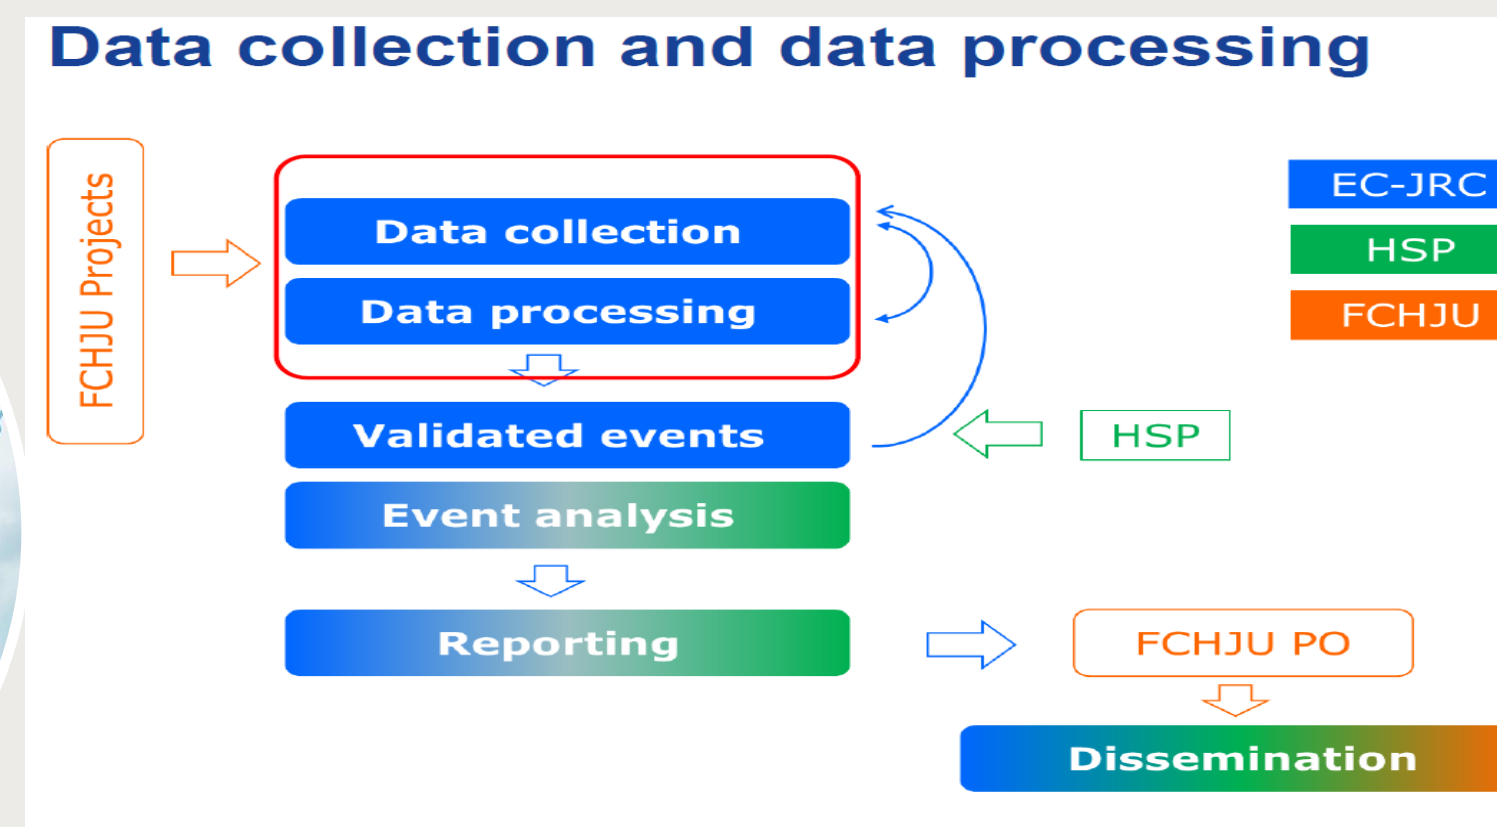 Data collection and data processing
FCHJU Projects
Data collection
Data processing
Validated events
Event analysis
Reporting
EC-JRC
HSP
FCHJU
HSP
FCHJU PO
Dissemination